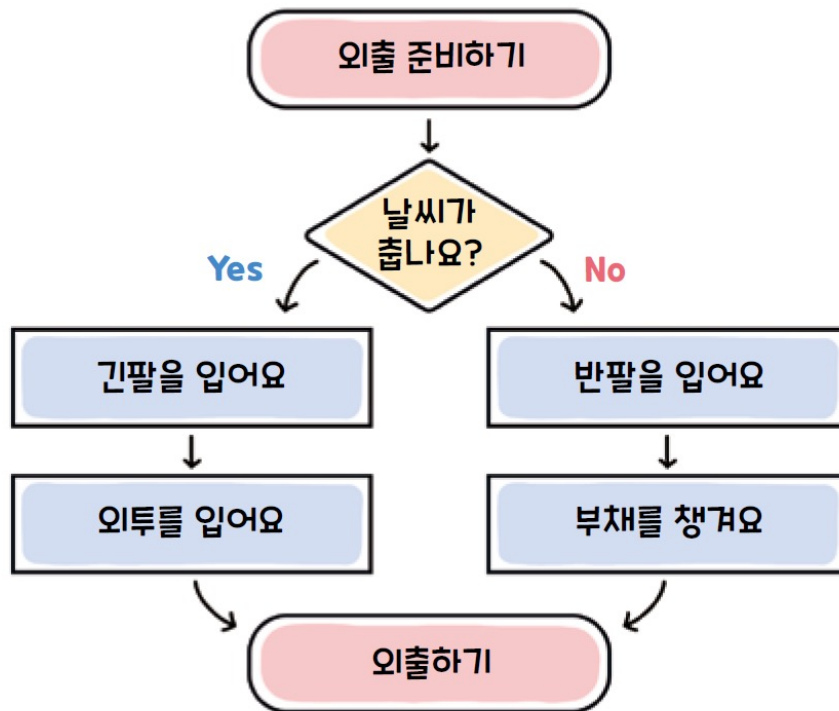 외출 준비하기
날씨가
춥나요?
Yes
No
긴팔을 입어요
반팔을 입어요
외투를 입어요
부채를 챙겨요
외출하기